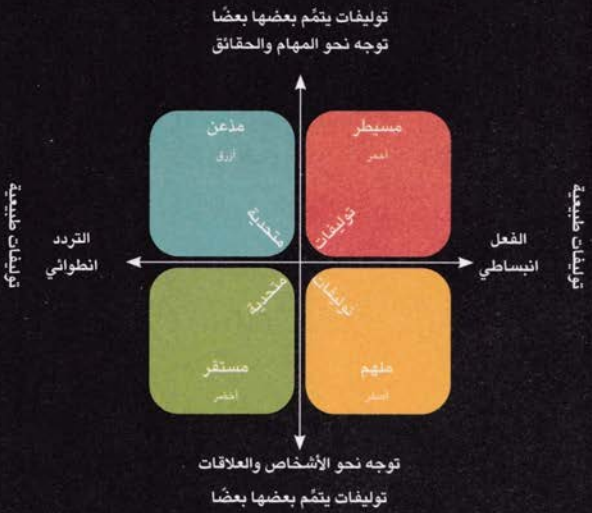 توليفات يتمِّم بعضها بعضًا
توجه نحو المهام والحقائق
مسيطر
أحمر
مذعن
أزرق
توليفات
متحدية
توليفات طبيعية
الفعل
انبساطي
التردد
انطوائي
توليفات طبيعية
توليفات
متحدية
ملهم
أصفر
مستقر
أخضر
توجه نحو الأشخاص والعلاقات
توليفات يتمِّم بعضها بعضًا